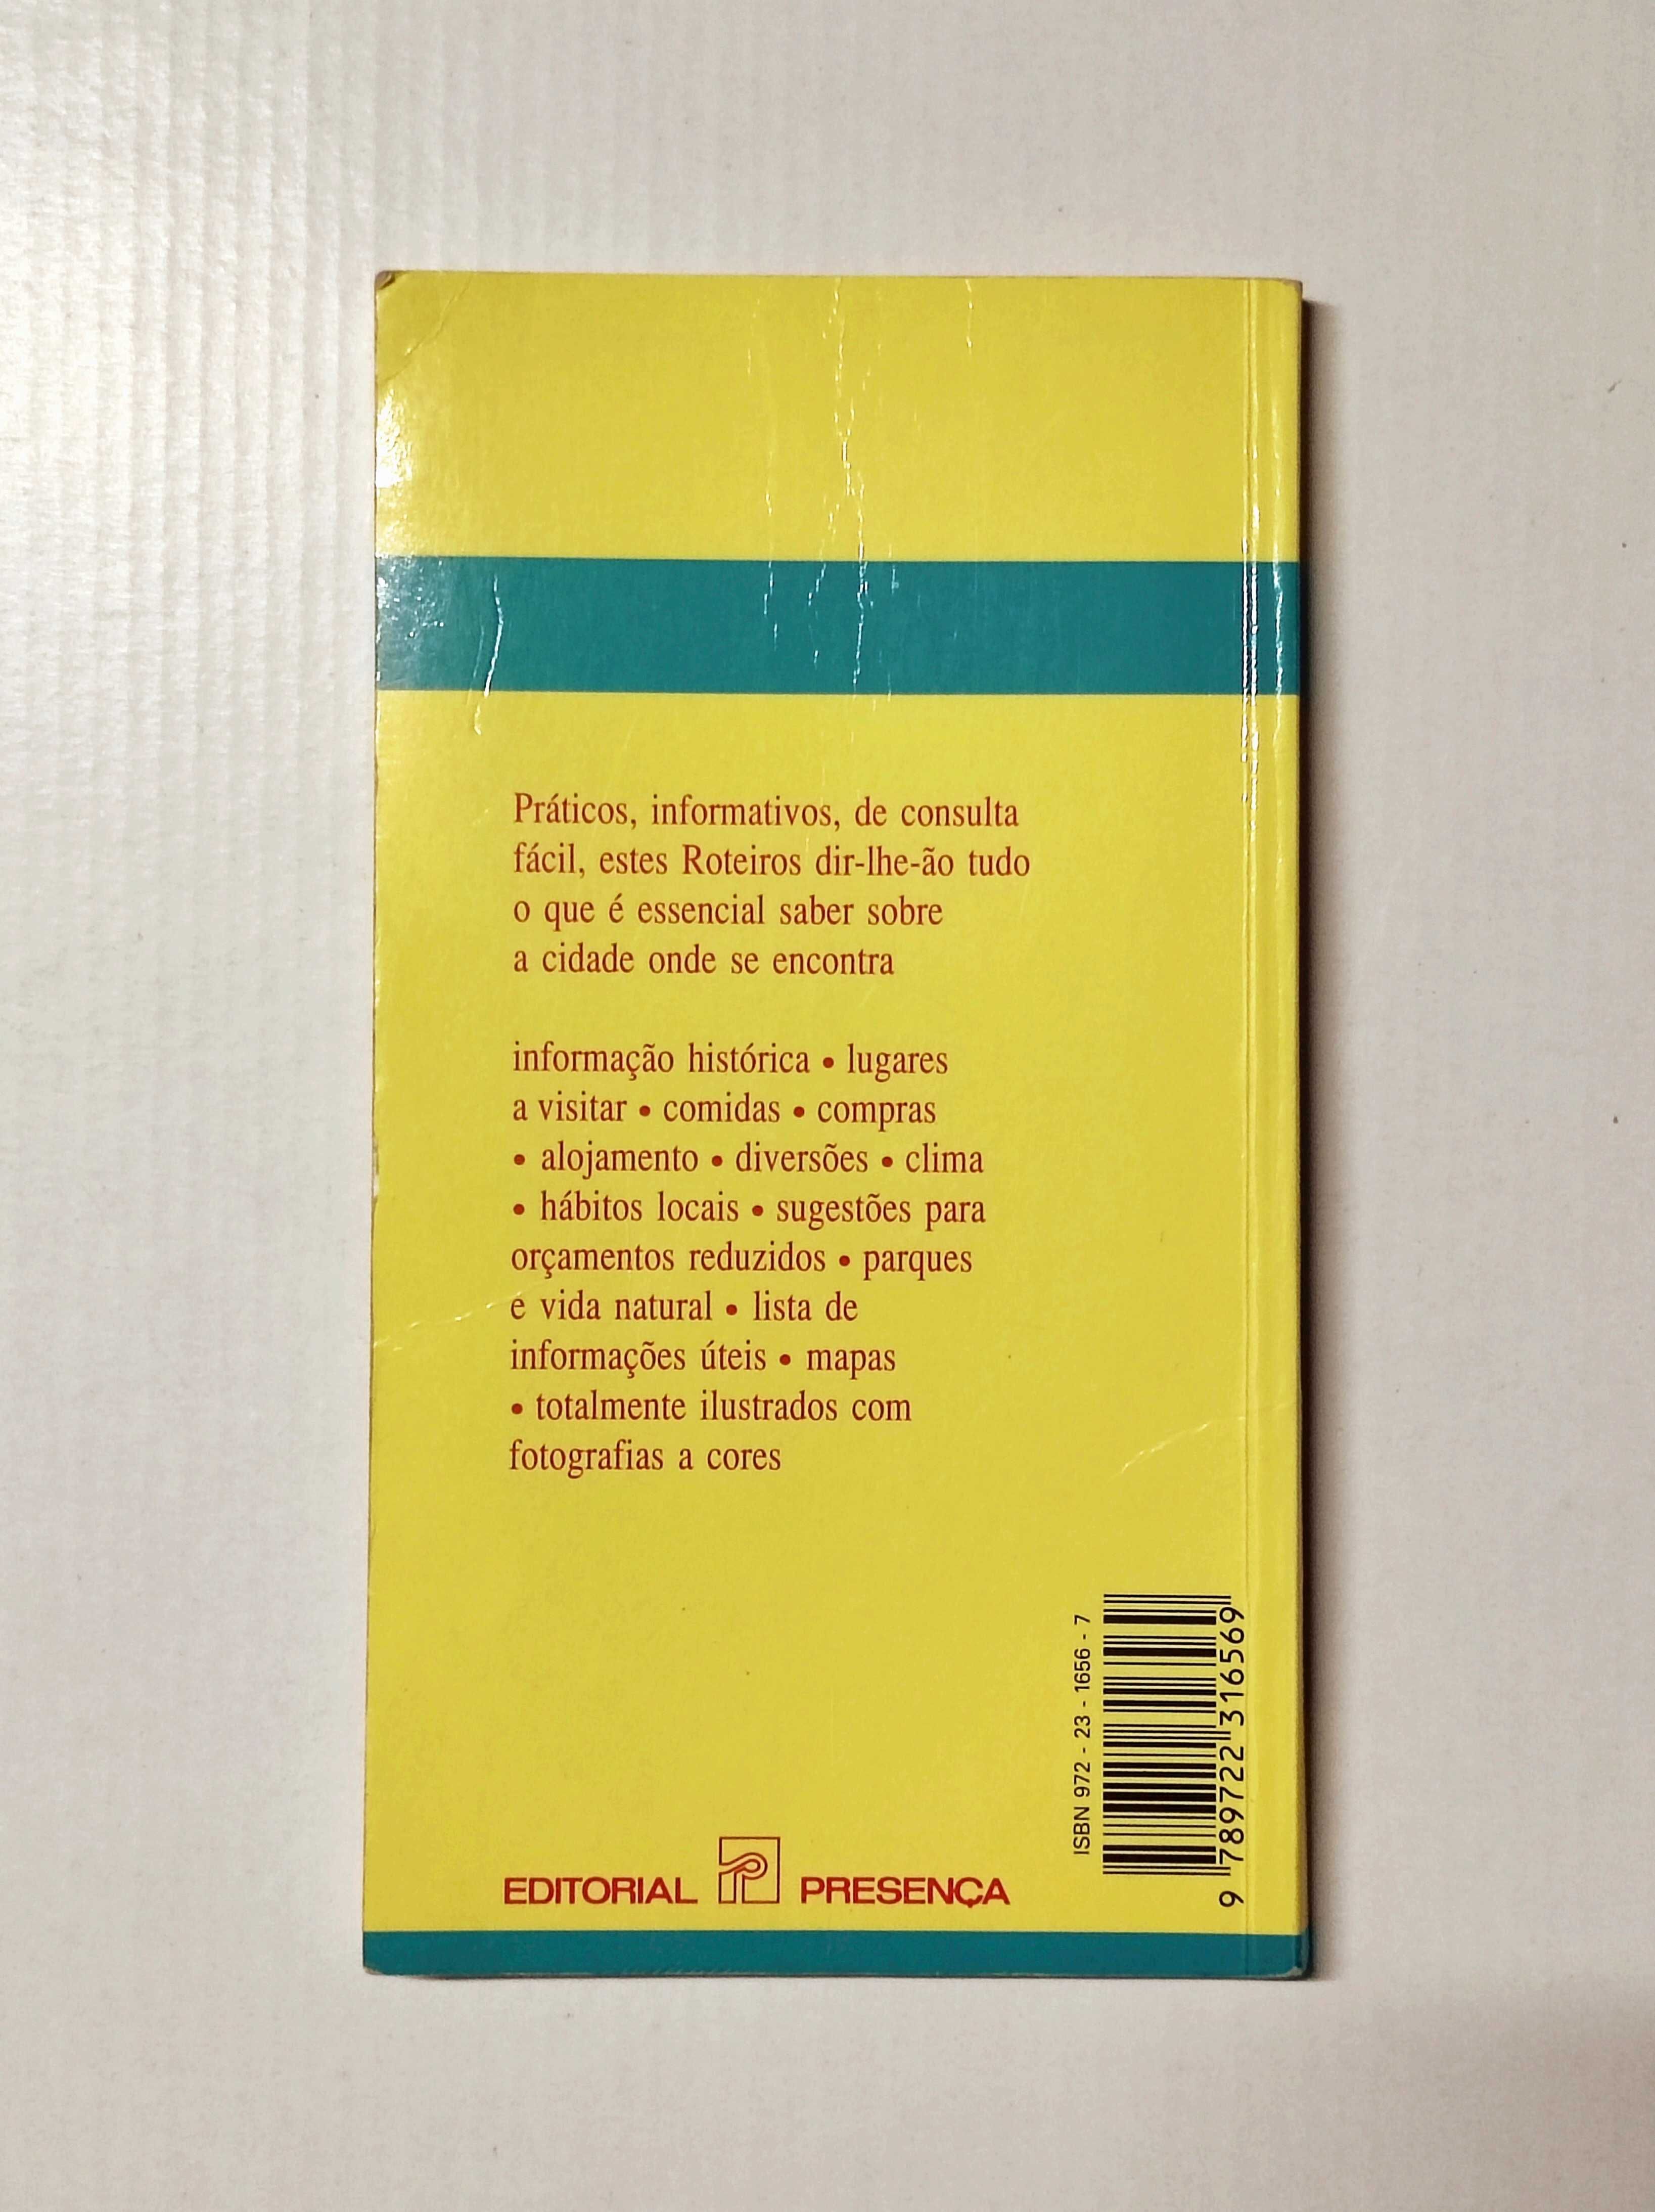 Práticos, informativos, de consulta
fácil, estes Roteiros dir-lhe-ão tudo
o que é essencial saber sobre
a cidade onde se encontra
informação histórica • lugares
a visitar • comidas • compras
• alojamento • diversões • clima
• hábitos locais • sugestões para
orçamentos reduzidos • parques
e vida natural • lista de
informações úteis • mapas
• totalmente ilustrados com
fotografias a cores
EDITORIAL PRESENÇA
ISBN 972 - 23 - 1656 - 7
9 789722 316569